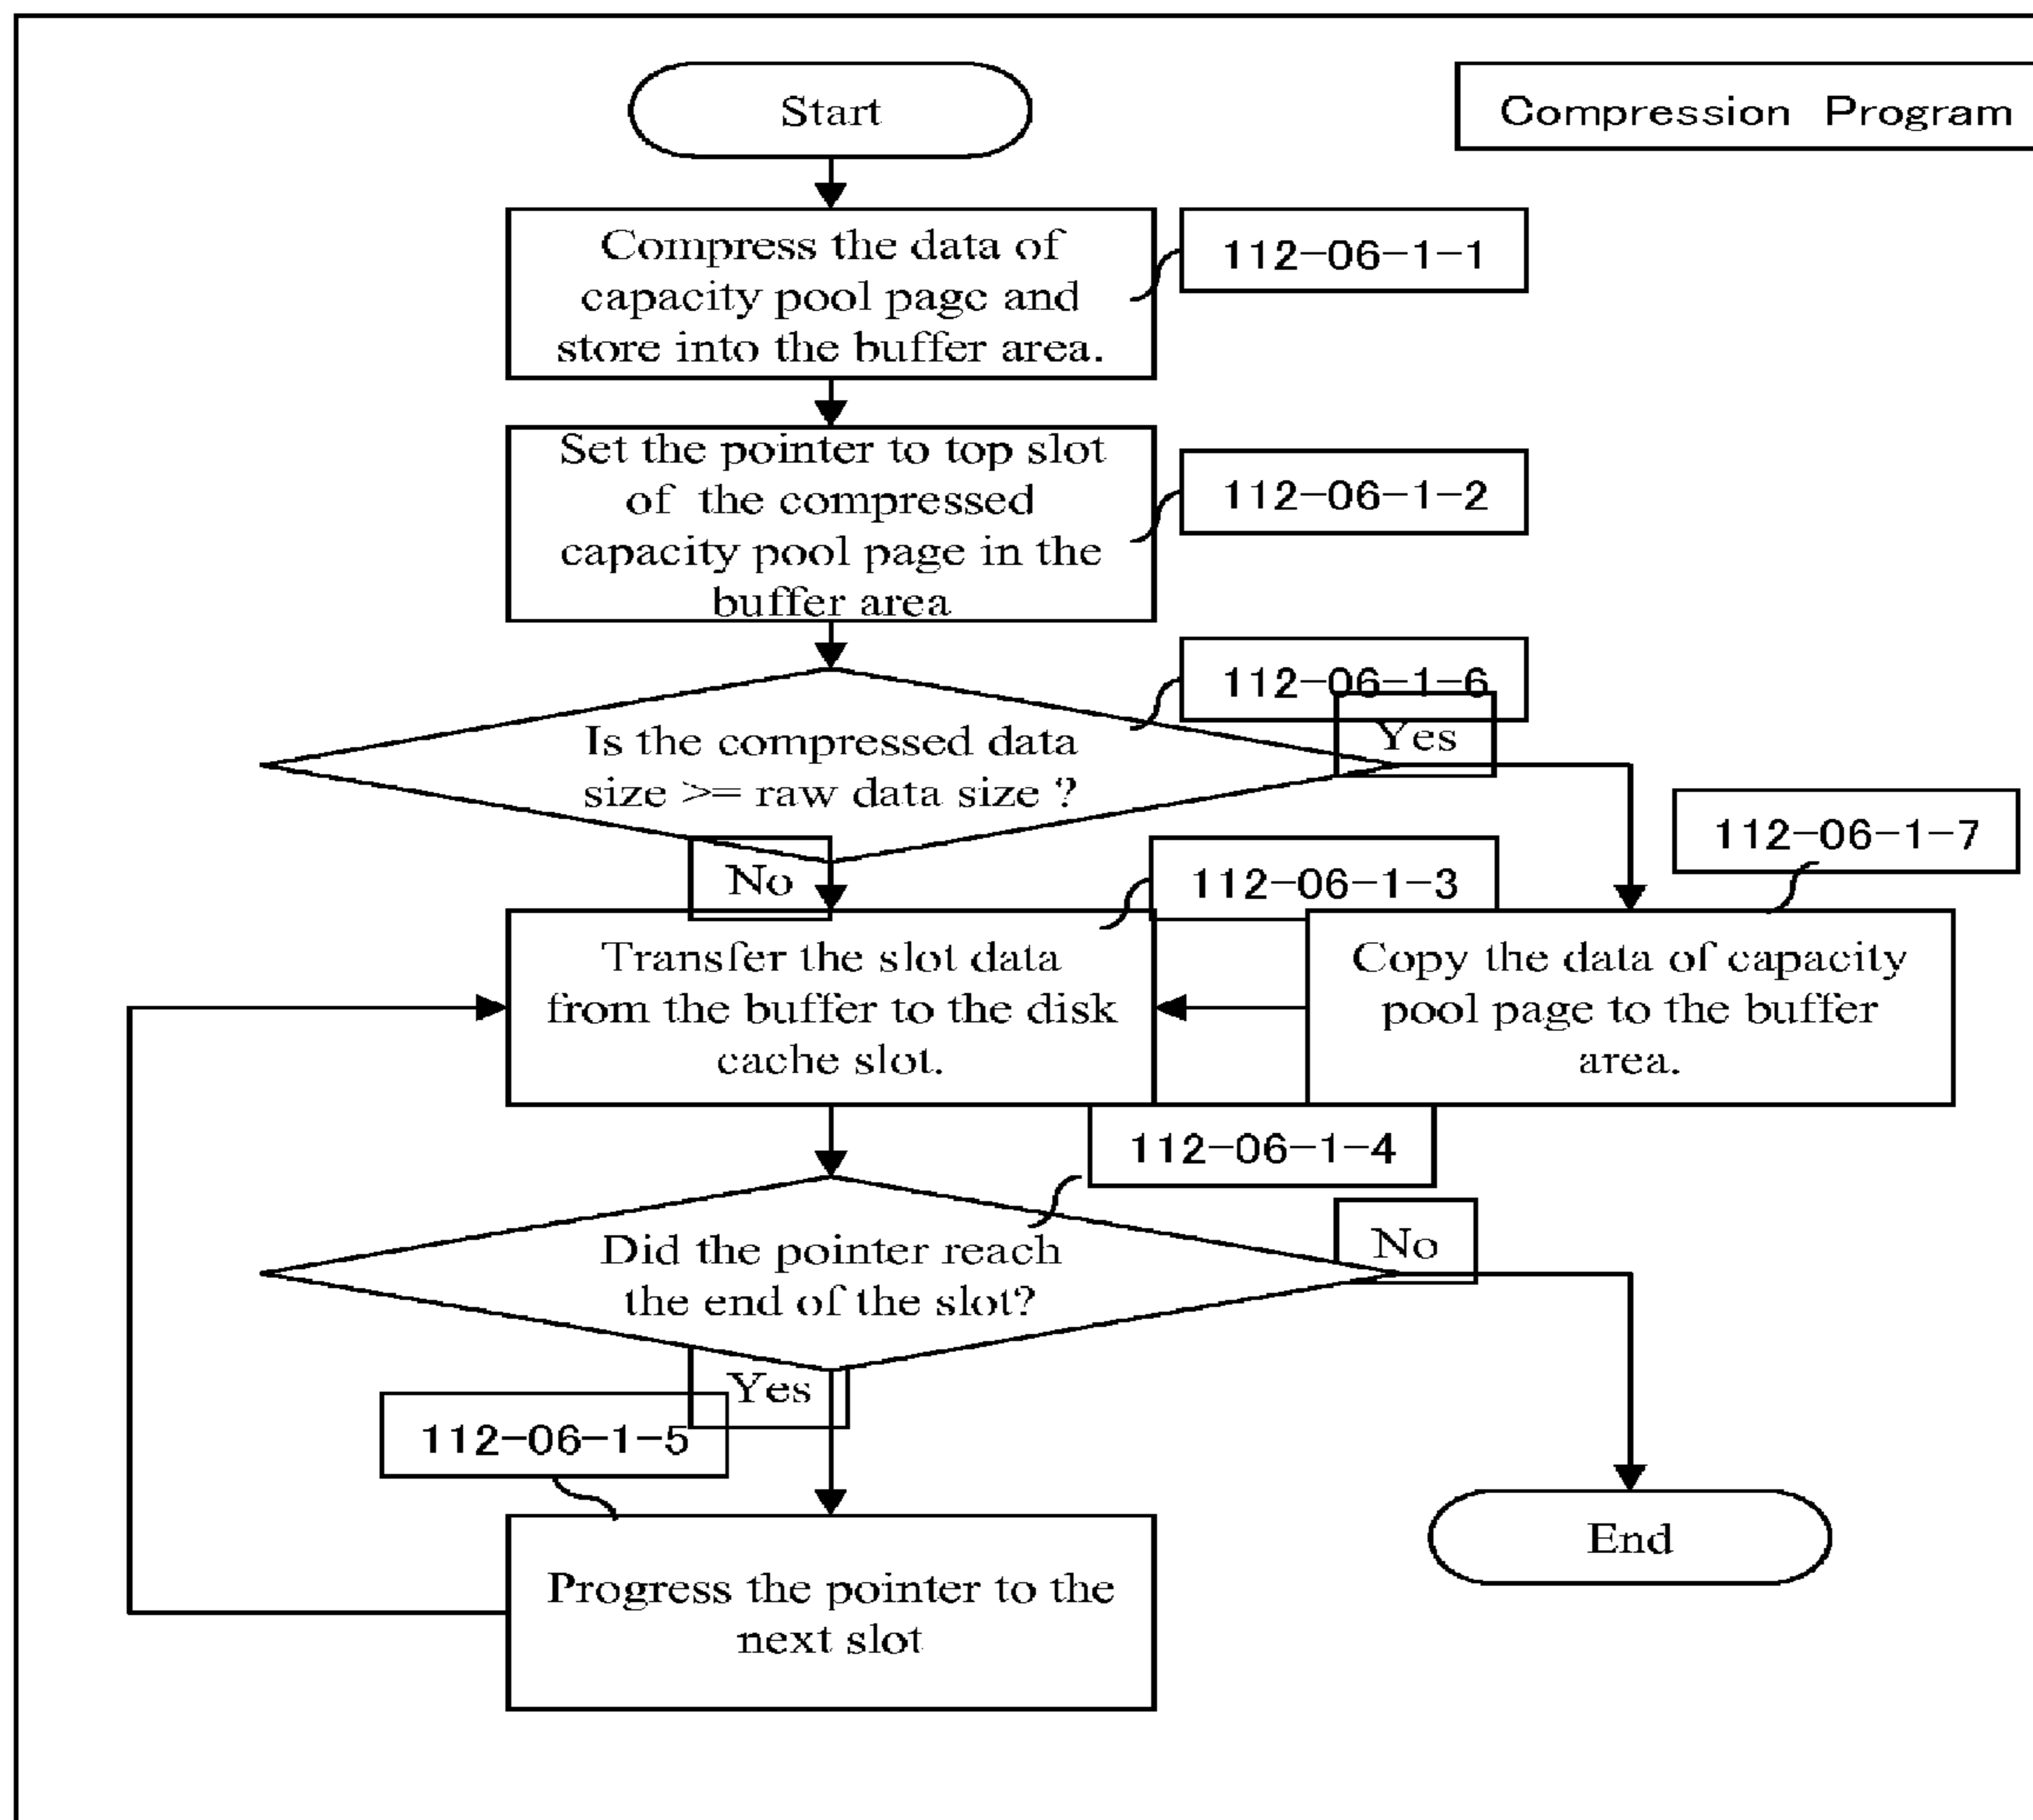 Start
Compression Program
Compress the data of
capacity pool page and
store into the buffer area.
112-06-1-1
Set the pointer to top slot
of the compressed
capacity pool page in the
buffer area
112-06-1-2
112-06-1-6
Yes
Is the compressed data
size >= raw data size ?
112-06-1-7
No
112-06-1-3
Transfer the slot data
from the buffer to the disk
cache slot.
Copy the data of capacity
pool page to the buffer
area.
112-06-1-4
No
Did the pointer reach
the end of the slot?
Yes
112-06-1-5
End
Progress the pointer to the
next slot